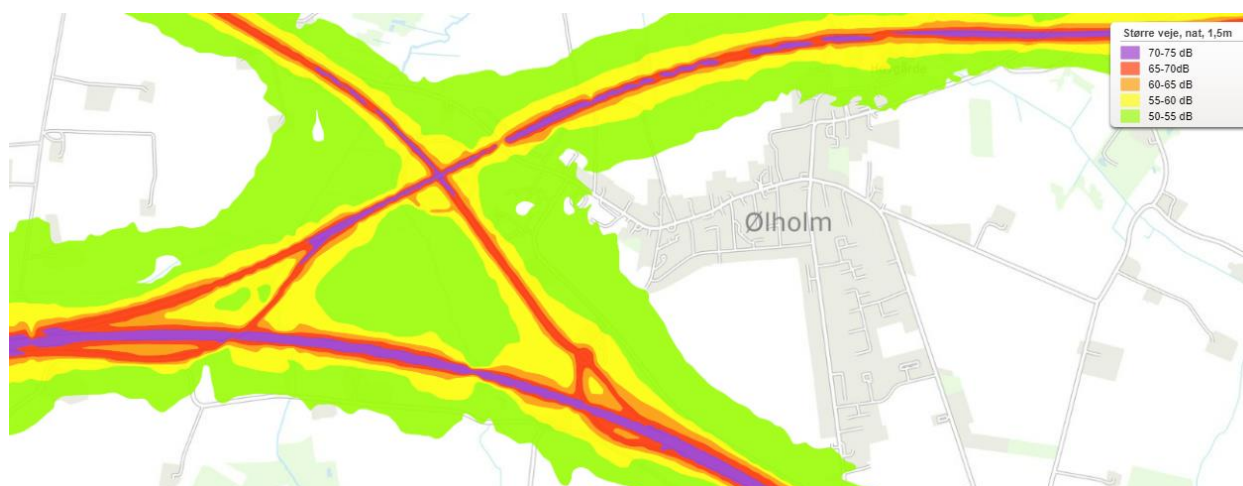 Større veje, nat, 1,5m
70-75 dB
65-70dB
60-65 dB
55-60 dB
50-55 dB
Ølholm